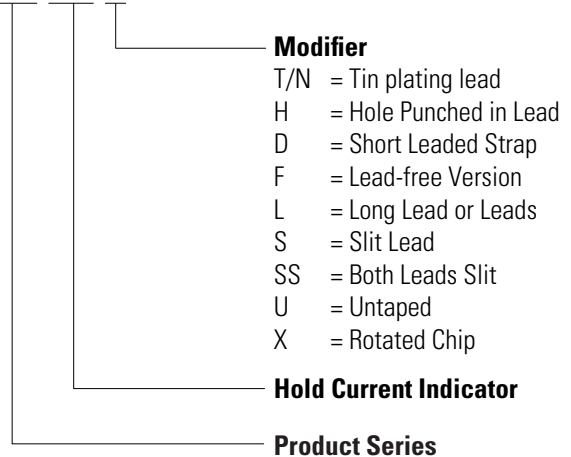 Modifier
T/N = Tin plating lead
H = Hole Punched in Lead
D = Short Leaded Strap
F = Lead-free Version
L = Long Lead or Leads
S = Slit Lead
SS = Both Leads Slit
U = Untaped
X = Rotated Chip
Hold Current Indicator
Product Series